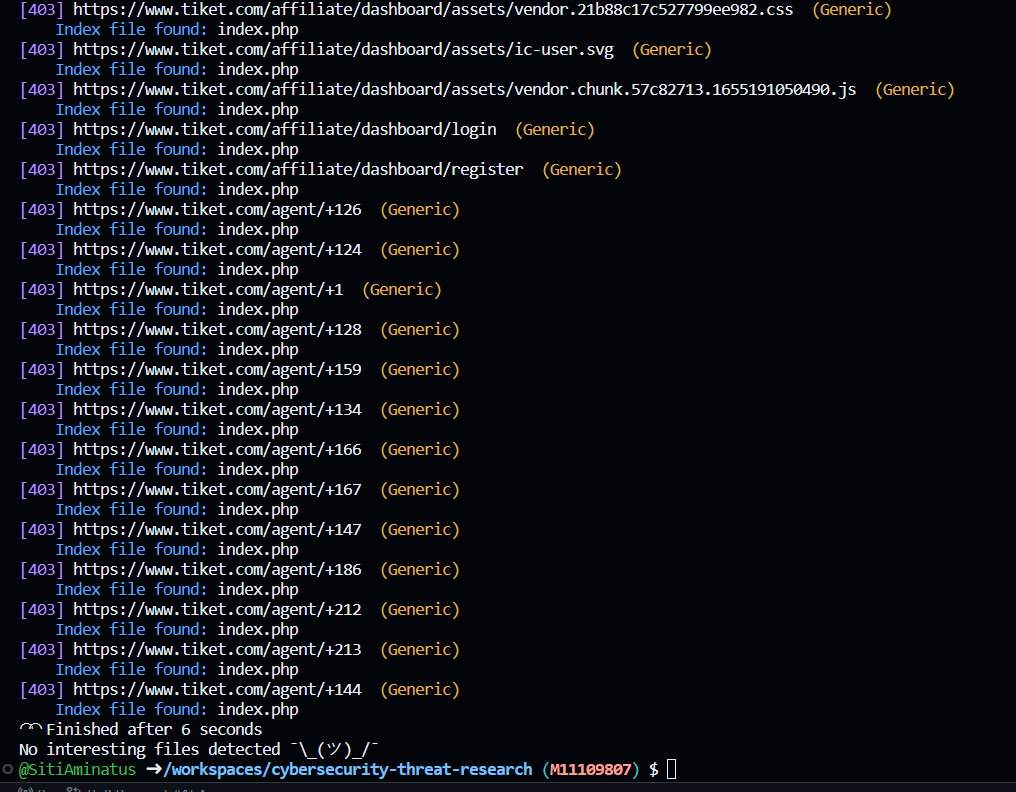 [403] https://www.tiket.com/affiliate/dashboard/assets/vendor.21b88c17c527799ee982.css (Generic)
Index file found: index.php
[403] https://www.tiket.com/affiliate/dashboard/assets/ic-user.svg (Generic)
Index file found: index.php
[403] https://www.tiket.com/affiliate/dashboard/assets/vendor.chunk.57c82713.1655191050490.js (Generic)
Index file found: index.php
[403] https://www.tiket.com/affiliate/dashboard/login (Generic)
Index file found: index.php
[403] https://www.tiket.com/affiliate/dashboard/register (Generic)
Index file found: index.php
[403] https://www.tiket.com/agent/+126 (Generic)
Index file found: index.php
[403] https://www.tiket.com/agent/+124 (Generic)
Index file found: index.php
[403] https://www.tiket.com/agent/+1 (Generic)
Index file found: index.php
[403] https://www.tiket.com/agent/+128 (Generic)
Index file found: index.php
[403] https://www.tiket.com/agent/+159 (Generic)
Index file found: index.php
[403] https://www.tiket.com/agent/+134 (Generic)
Index file found: index.php
[403] https://www.tiket.com/agent/+166 (Generic)
Index file found: index.php
[403] https://www.tiket.com/agent/+167 (Generic)
Index file found: index.php
[403] https://www.tiket.com/agent/+147 (Generic)
Index file found: index.php
[403] https://www.tiket.com/agent/+186 (Generic)
Index file found: index.php
[403] https://www.tiket.com/agent/+212 (Generic)
Index file found: index.php
[403] https://www.tiket.com/agent/+213 (Generic)
Index file found: index.php
[403] https://www.tiket.com/agent/+144 (Generic)
Index file found: index.php
Finished after 6 seconds
No interesting files detected ¯\_(ツ)_/¯
@SitiAminatus ➜/workspaces/cybersecurity-threat-research (M11109807) $